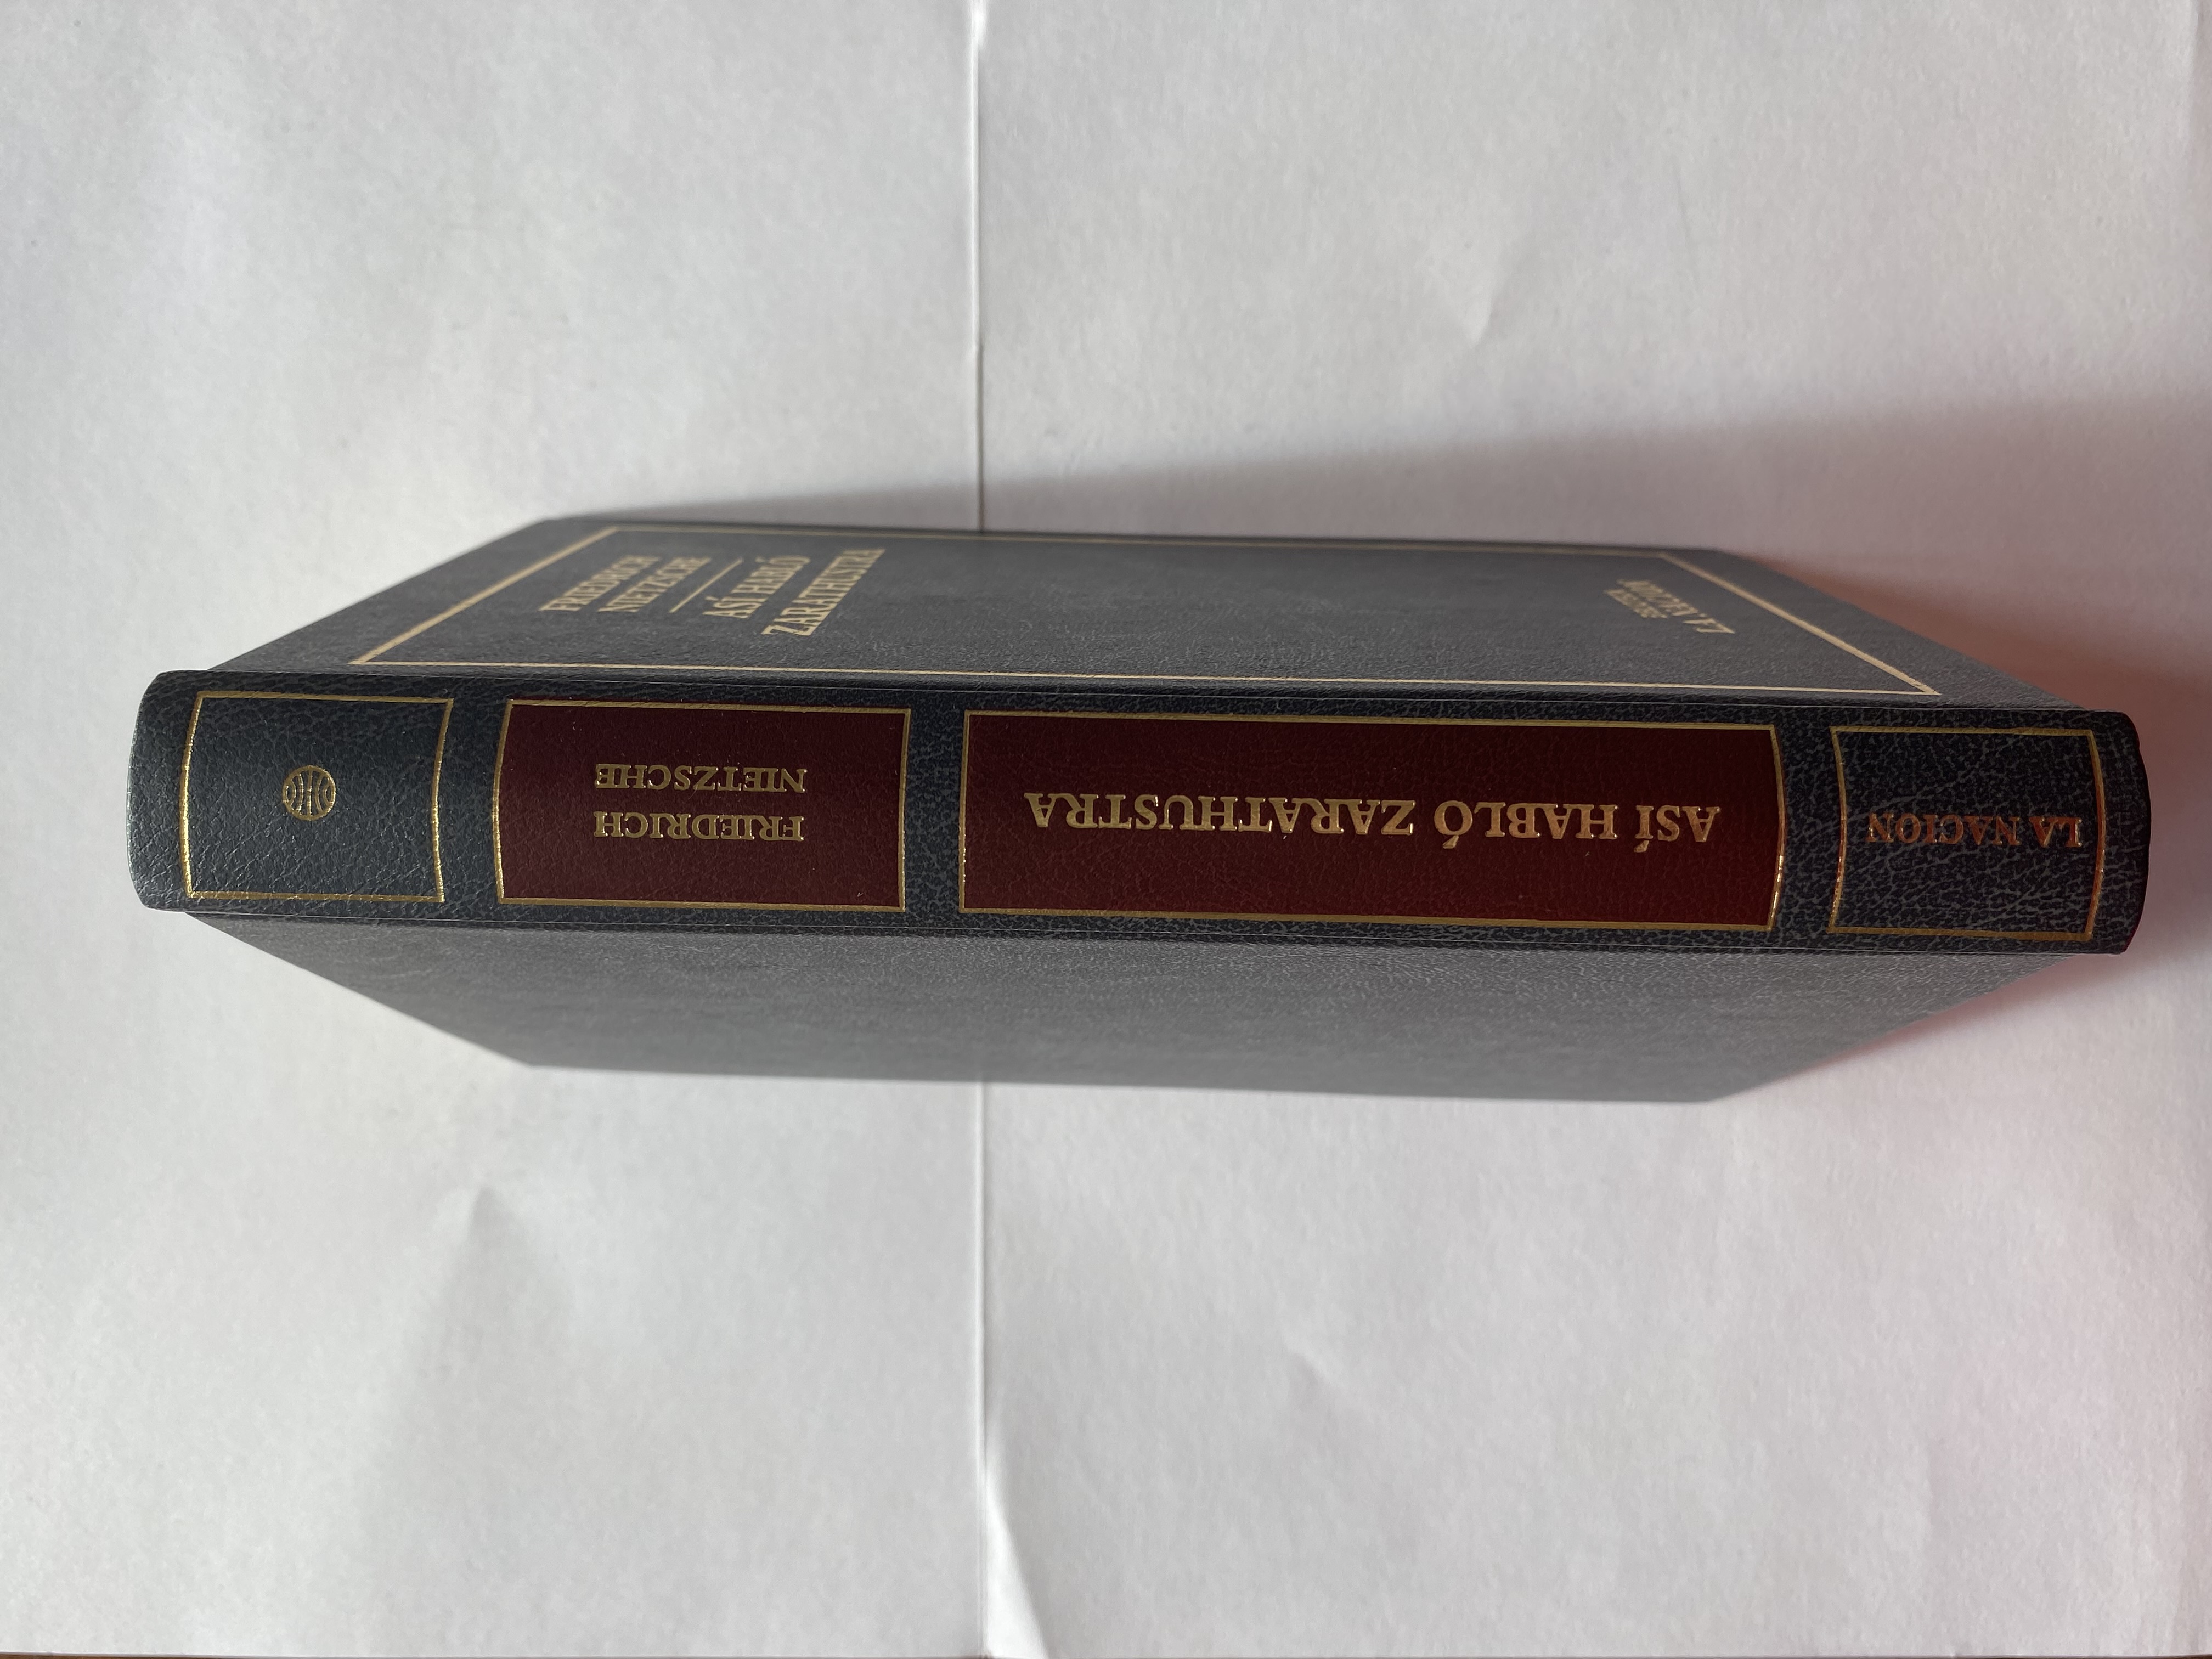 FRIEDRICH
NIETZSCHE
ASÍ HABLÓ ZARATHUSTRA
LA NACION
FRIEDRICH
NIETZSCHE
ASÍ HABLÓ
ZARATHUSTRA
LA NACION